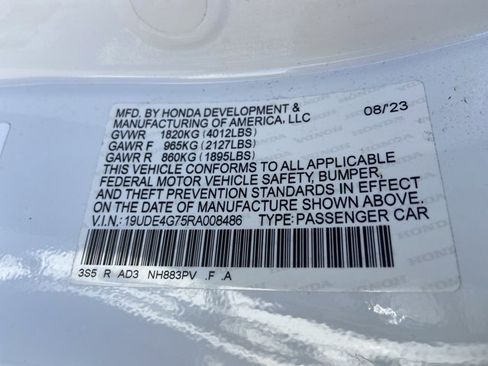 MFD. BY HONDA DEVELOPMENT & 08/23
MANUFACTURING OF AMERICA, LLC
GVWR 1820KG (4012LBS)
GAWR F 965KG (2127LBS)
GAWR R 860KG (1895LBS)
THIS VEHICLE CONFORMS TO ALL APPLICABLE
FEDERAL MOTOR VEHICLE SAFETY, BUMPER,
AND THEFT PREVENTION STANDARDS IN EFFECT
ON THE DATE OF MANUFACTURE SHOWN ABOVE.
V.I.N.: 19UDE4G75RA008486 TYPE: PASSENGER CAR
3S5 R AD3 NH883PV .F .A